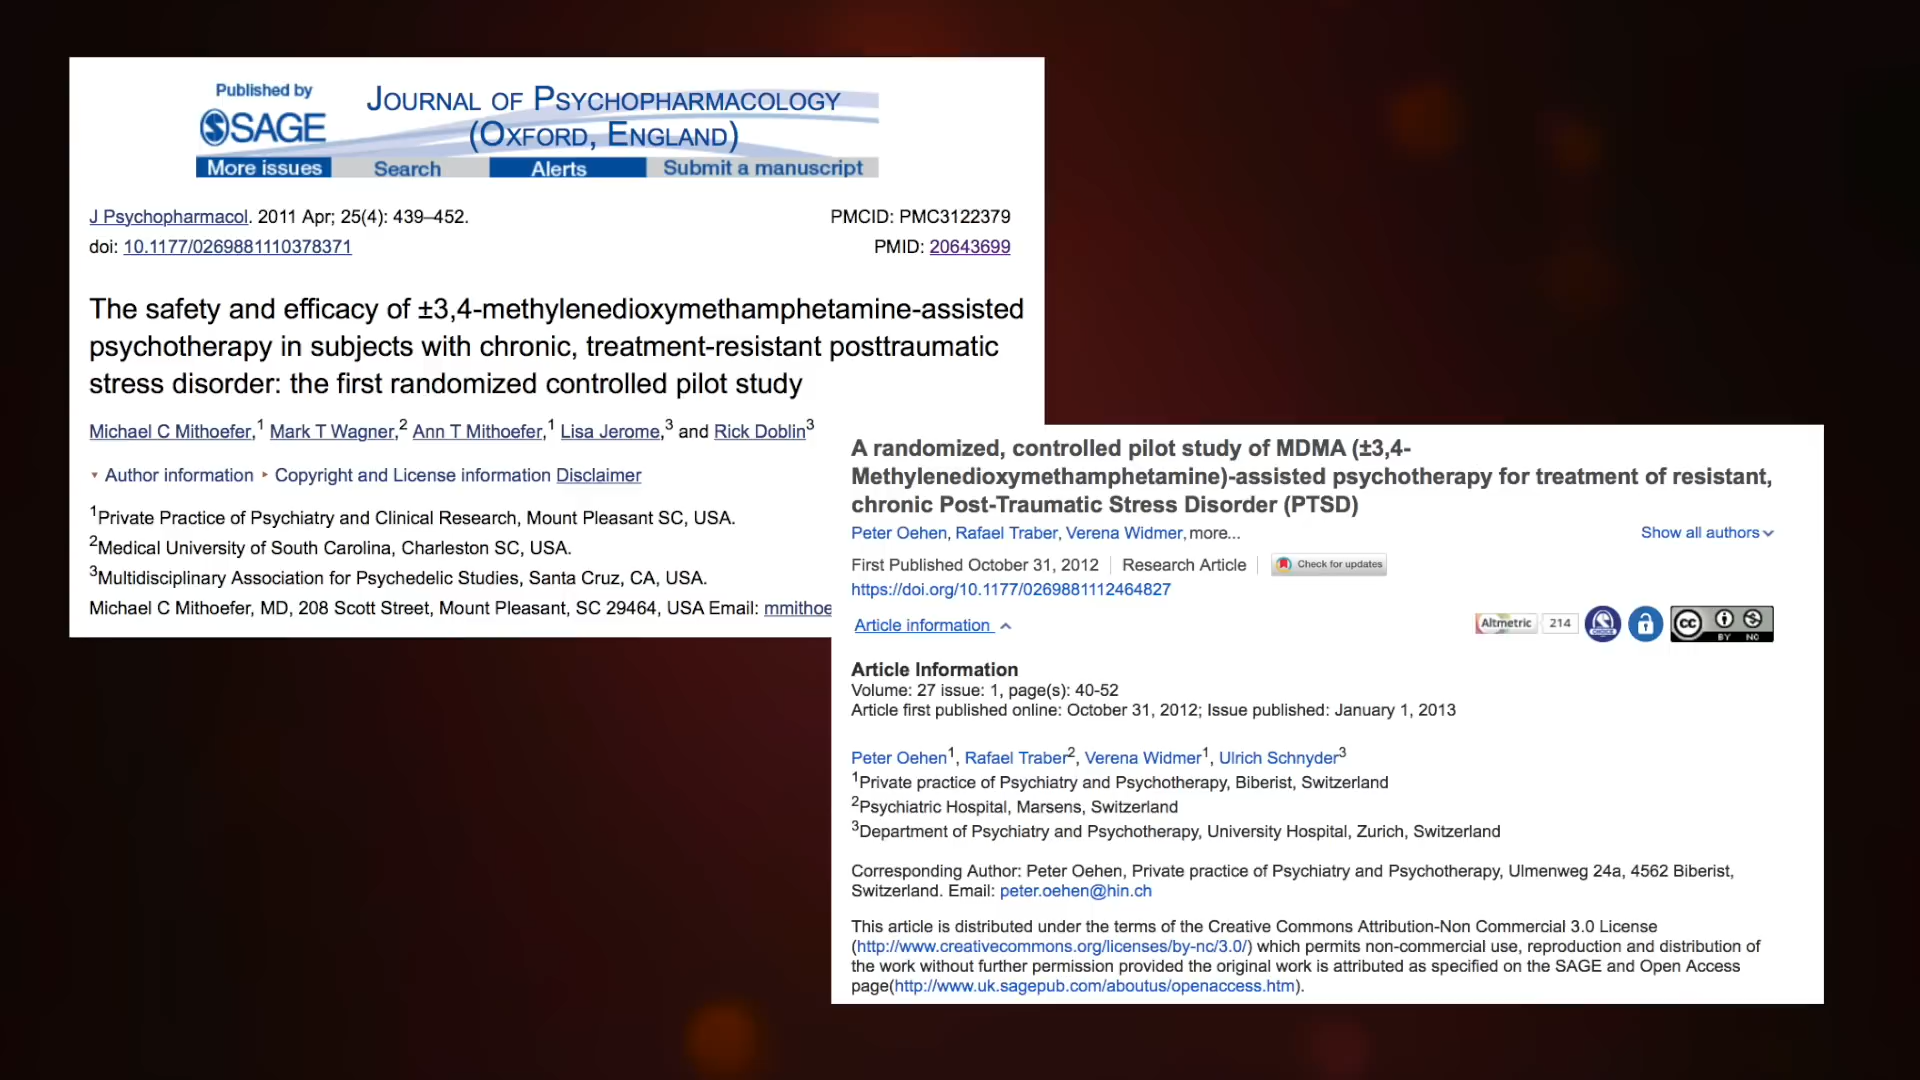 Published by
SAGE
JOURNAL OF PSYCHOPHARMACOLOGY
(OXFORD, ENGLAND)
More issues Search Alerts Submit a manuscript
J Psychopharmacol. 2011 Apr; 25(4): 439–452.
PMCID: PMC3122379
doi: 10.1177/0269881110378371
PMID: 20643699
The safety and efficacy of ±3,4-methylenedioxymethamphetamine-assisted
psychotherapy in subjects with chronic, treatment-resistant posttraumatic
stress disorder: the first randomized controlled pilot study
Michael C Mithoefer,1 Mark T Wagner,2 Ann T Mithoefer,1 Lisa Jerome,3 and Rick Doblin3
Author information Copyright and License information Disclaimer
1Private Practice of Psychiatry and Clinical Research, Mount Pleasant SC, USA.
2Medical University of South Carolina, Charleston SC, USA.
3Multidisciplinary Association for Psychedelic Studies, Santa Cruz, CA, USA.
Michael C Mithoefer, MD, 208 Scott Street, Mount Pleasant, SC 29464, USA Email: mmithoe
A randomized, controlled pilot study of MDMA (±3,4-
Methylenedioxymethamphetamine)-assisted psychotherapy for treatment of resistant,
chronic Post-Traumatic Stress Disorder (PTSD)
Peter Oehen, Rafael Traber, Verena Widmer, more...
Show all authors
First Published October 31, 2012 Research Article Check for updates
https://doi.org/10.1177/0269881112464827
Article information
Altmetric 214
cc BY NC
Article Information
Volume: 27 issue: 1, page(s): 40-52
Article first published online: October 31, 2012; Issue published: January 1, 2013
Peter Oehen1, Rafael Traber2, Verena Widmer1, Ulrich Schnyder3
1Private practice of Psychiatry and Psychotherapy, Biberist, Switzerland
2Psychiatric Hospital, Marsens, Switzerland
3Department of Psychiatry and Psychotherapy, University Hospital, Zurich, Switzerland
Corresponding Author: Peter Oehen, Private practice of Psychiatry and Psychotherapy, Ulmenweg 24a, 4562 Biberist,
Switzerland. Email: peter.oehen@hin.ch
This article is distributed under the terms of the Creative Commons Attribution-Non Commercial 3.0 License
(http://www.creativecommons.org/licenses/by-nc/3.0/) which permits non-commercial use, reproduction and distribution of
the work without further permission provided the original work is attributed as specified on the SAGE and Open Access
page(http://www.uk.sagepub.com/aboutus/openaccess.htm).